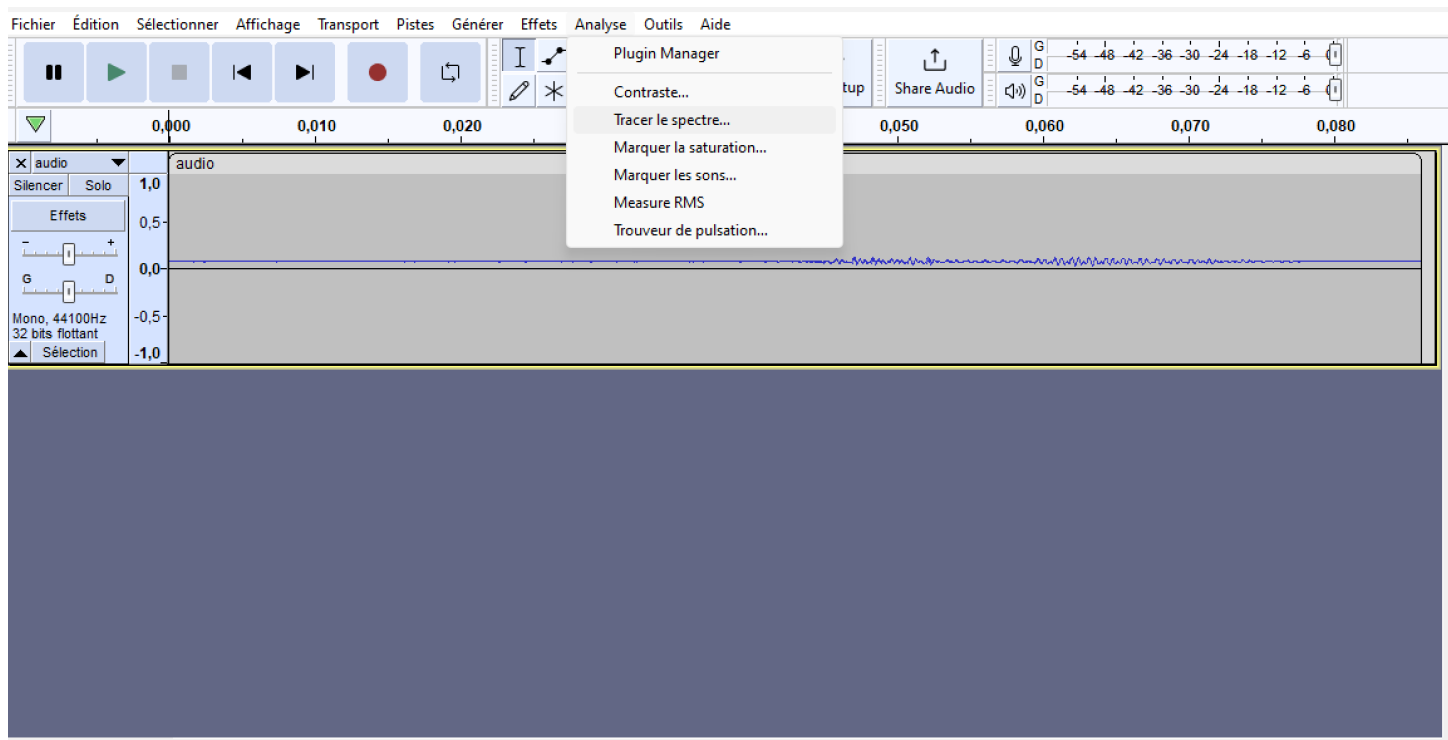 Fichier Édition Sélectionner Affichage Transport Pistes Générer Effets Analyse Outils Aide
Plugin Manager
Contraste...
Tracer le spectre...
Marquer la saturation...
Marquer les sons...
Measure RMS
Trouveur de pulsation...
tup
Share Audio
G -54 -48 -42 -36 -30 -24 -18 -12 -6
D
G -54 -48 -42 -36 -30 -24 -18 -12 -6
D
0,000 0,010 0,020 0,050 0,060 0,070 0,080
audio
audio
Silencer Solo
Effets
- +
G D
Mono, 44100Hz
32 bits flottant
Sélection
1,0
0,5
0,0
-0,5
-1,0